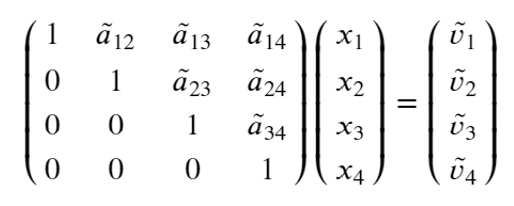 ( 1 ã₁₂ ã₁₃ ã₁₄ ) ( x₁ ) ( ṽ₁ )
( 0 1 ã₂₃ ã₂₄ ) ( x₂ ) = ( ṽ₂ )
( 0 0 1 ã₃₄ ) ( x₃ ) ( ṽ₃ )
( 0 0 0 1 ) ( x₄ ) ( ṽ₄ )